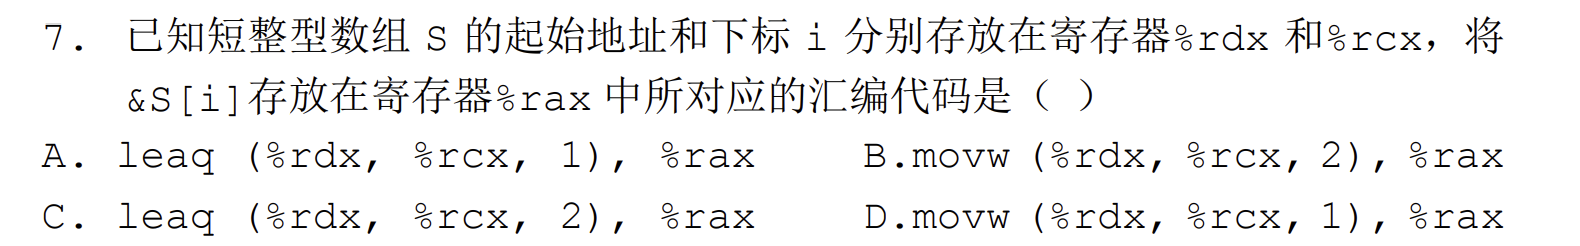 7. 已知短整型数组 S 的起始地址和下标 i 分别存放在寄存器%rdx 和%rcx，将
&S[i]存放在寄存器%rax 中所对应的汇编代码是（ ）
A. leaq (%rdx, %rcx, 1), %rax B.movw (%rdx, %rcx, 2), %rax
C. leaq (%rdx, %rcx, 2), %rax D.movw (%rdx, %rcx, 1), %rax